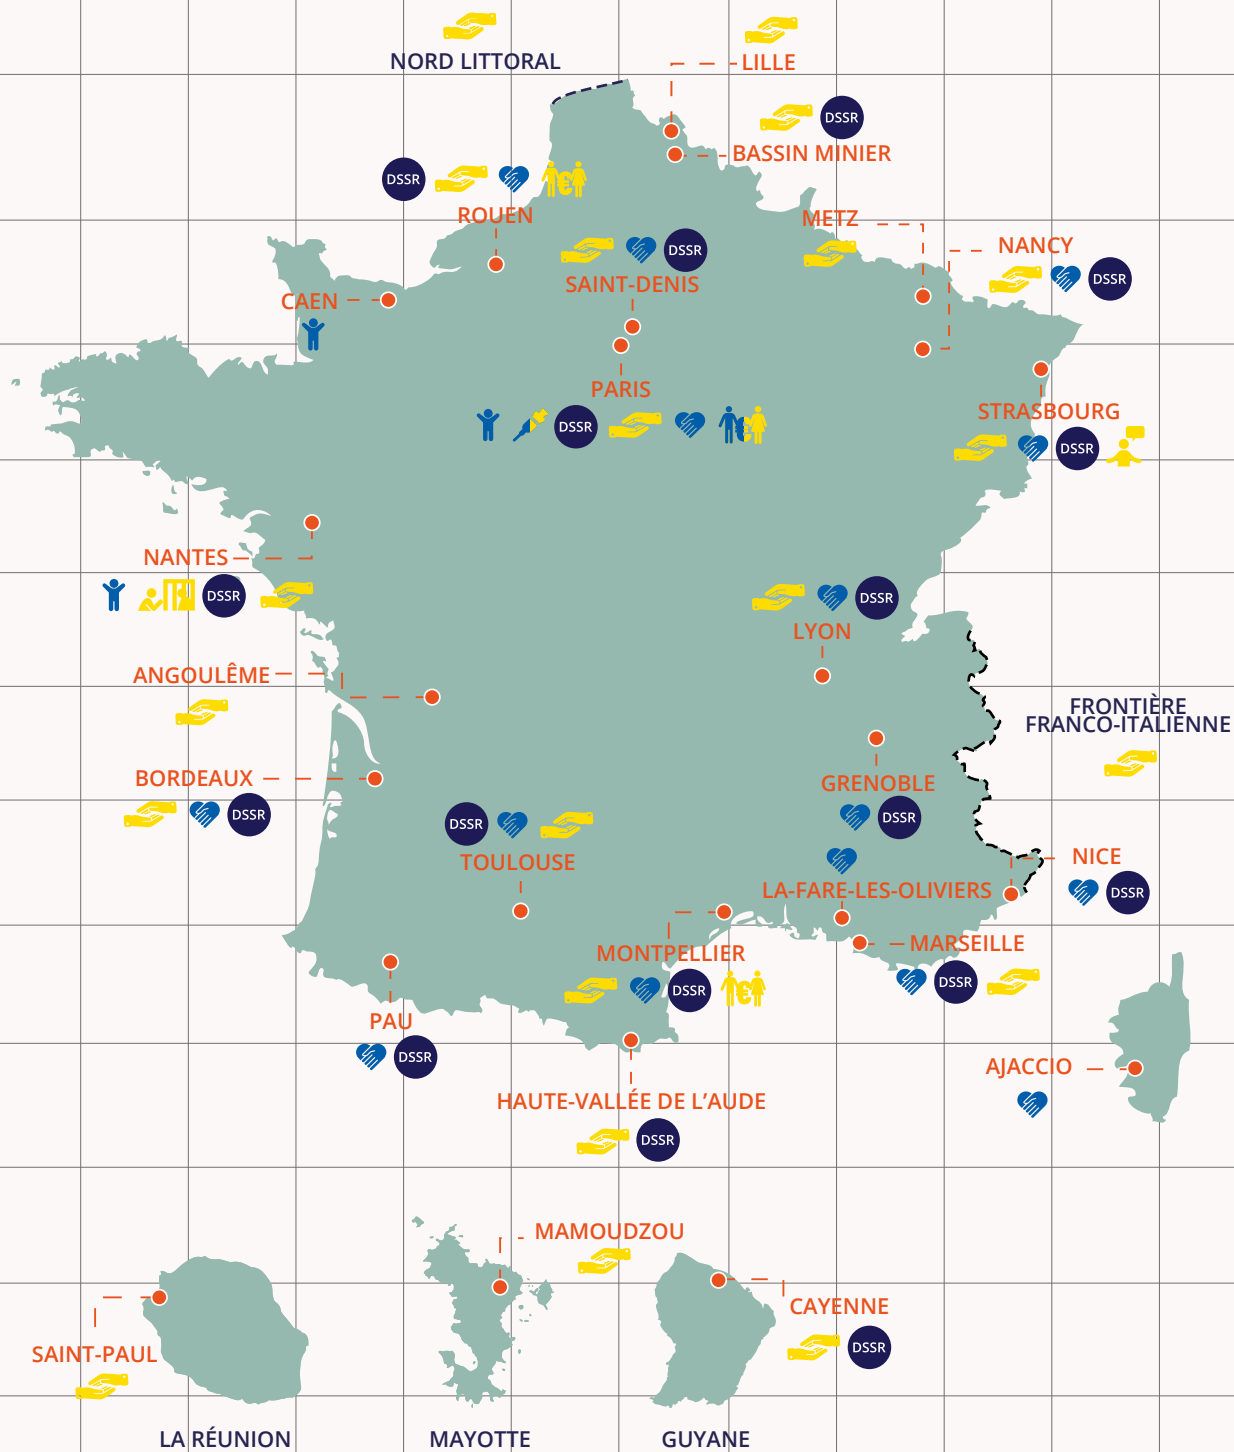 NORD LITTORAL
LILLE
DSSR
BASSIN MINIER
DSSR
ROUEN
METZ
NANCY
DSSR
DSSR
SAINT-DENIS
CAEN
PARIS
DSSR
STRASBOURG
DSSR
NANTES
DSSR
DSSR
LYON
ANGOULÊME
FRONTIÈRE
FRANCO-ITALIENNE
BORDEAUX
DSSR
GRENOBLE
DSSR
DSSR
TOULOUSE
NICE
DSSR
LA-FARE-LES-OLIVIERS
MARSEILLE
DSSR
MONTPELLIER
DSSR
PAU
DSSR
AJACCIO
HAUTE-VALLÉE DE L’AUDE
DSSR
MAMOUDZOU
CAYENNE
DSSR
SAINT-PAUL
LA RÉUNION
MAYOTTE
GUYANE